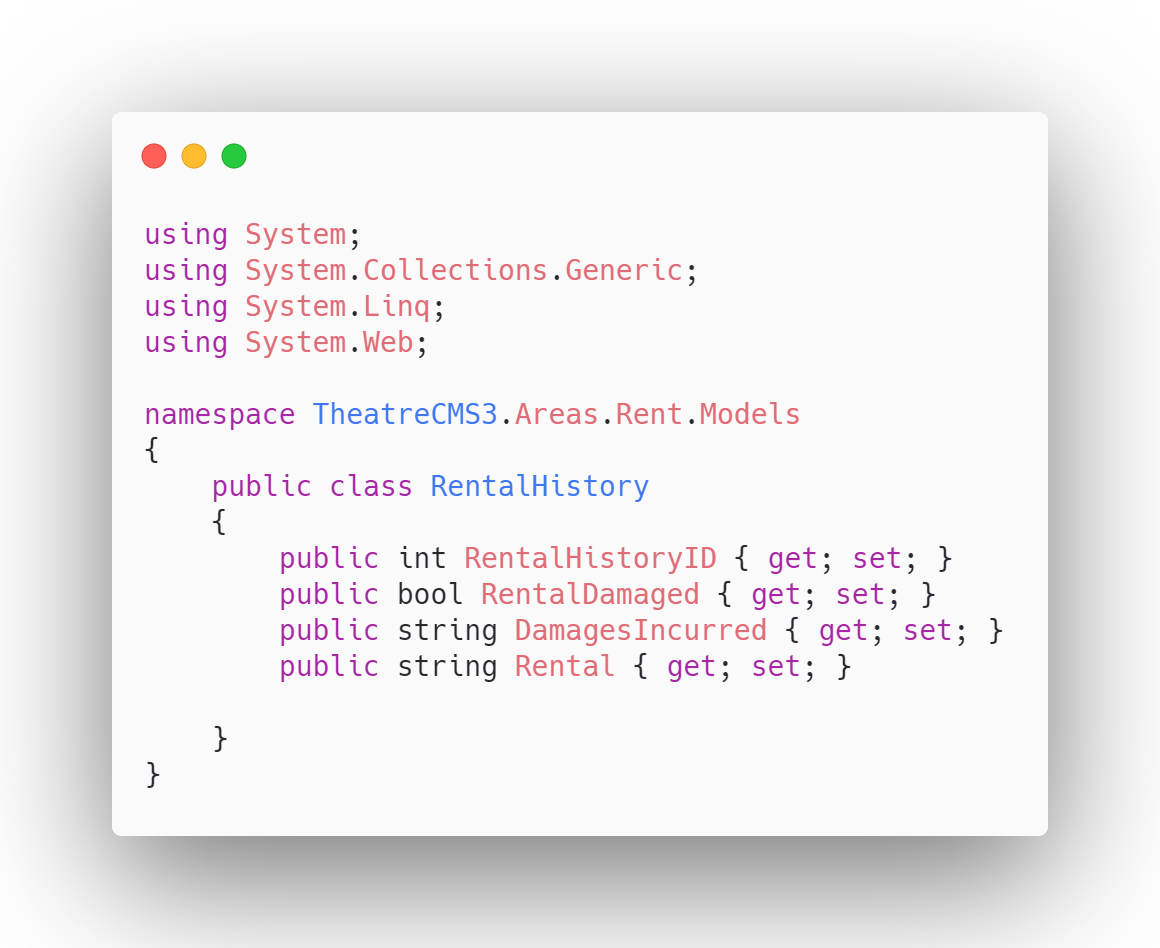 using System;
using System.Collections.Generic;
using System.Linq;
using System.Web;

namespace TheatreCMS3.Areas.Rent.Models
{
    public class RentalHistory
    {
        public int RentalHistoryID { get; set; }
        public bool RentalDamaged { get; set; }
        public string DamagesIncurred { get; set; }
        public string Rental { get; set; }

    }
}